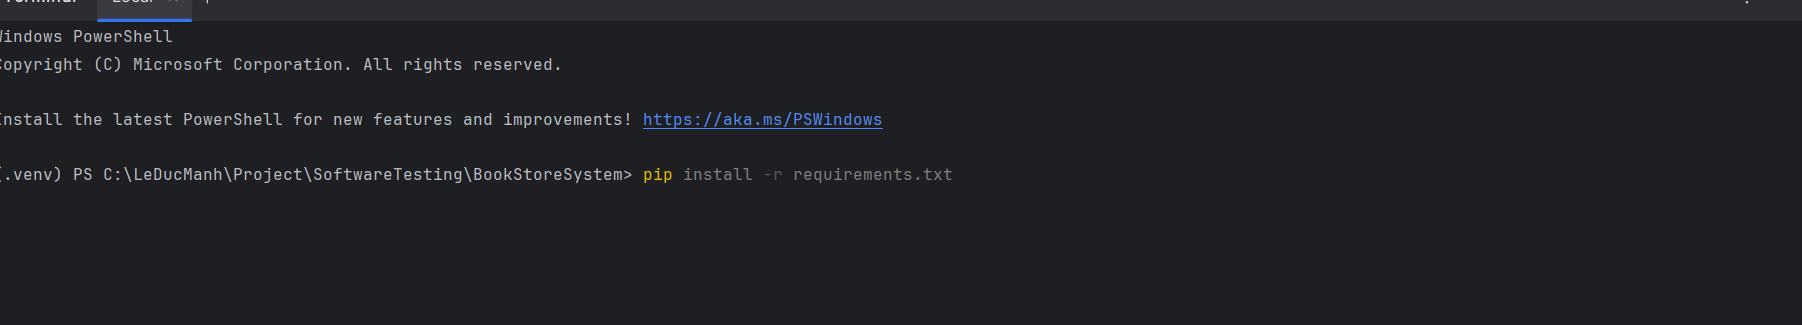 Windows PowerShell
Copyright (C) Microsoft Corporation. All rights reserved.
Install the latest PowerShell for new features and improvements! https://aka.ms/PSWindows
(.venv) PS C:\LeDucManh\Project\SoftwareTesting\BookStoreSystem> pip install -r requirements.txt